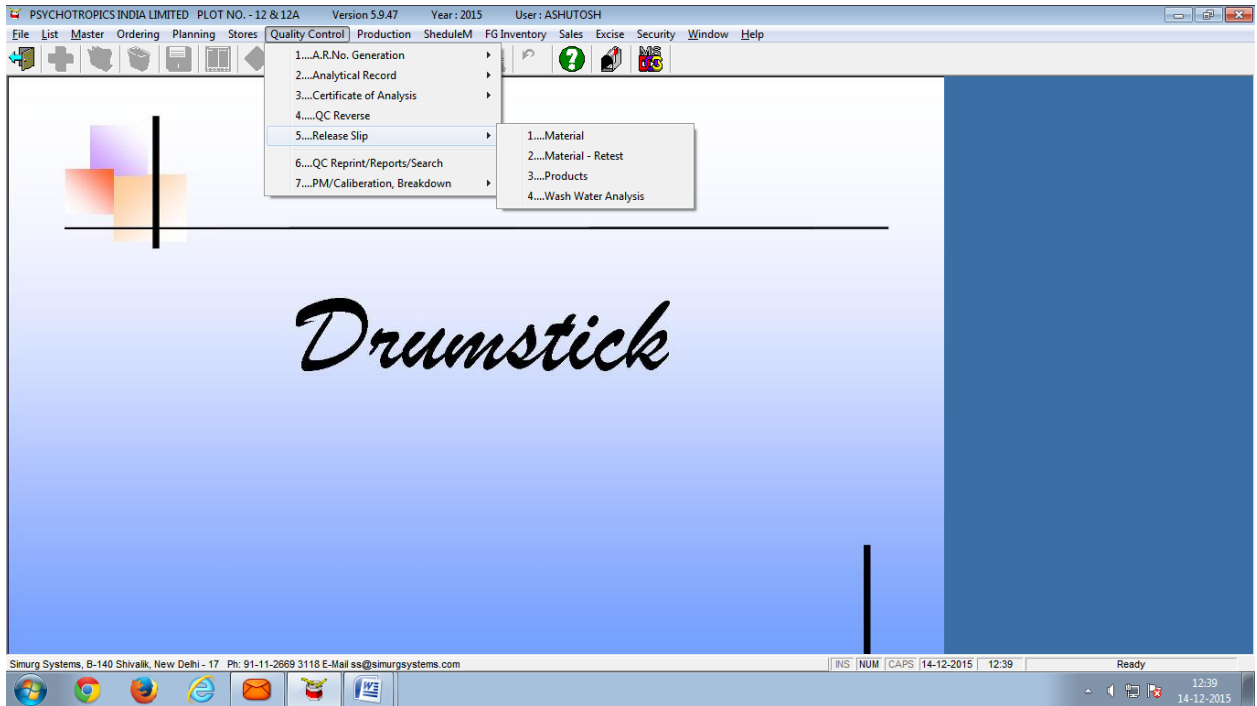 PSYCHOTROPICS INDIA LIMITED PLOT NO. - 12 & 12A Version 5.9.47 Year : 2015 User : ASHUTOSH
File List Master Ordering Planning Stores Quality Control Production SheduleM FG Inventory Sales Excise Security Window Help
MS
1....A.R.No. Generation
2....Analytical Record
3....Certificate of Analysis
4....QC Reverse
5....Release Slip
6....QC Reprint/Reports/Search
7....PM/Caliberation, Breakdown
1....Material
2....Material - Retest
3....Products
4....Wash Water Analysis
Drumstick
Simurg Systems, B-140 Shivalik, New Delhi - 17 Ph: 91-11-2669 3118 E-Mail ss@simurgsystems.com INS NUM CAPS 14-12-2015 12:39 Ready
12:39
14-12-2015